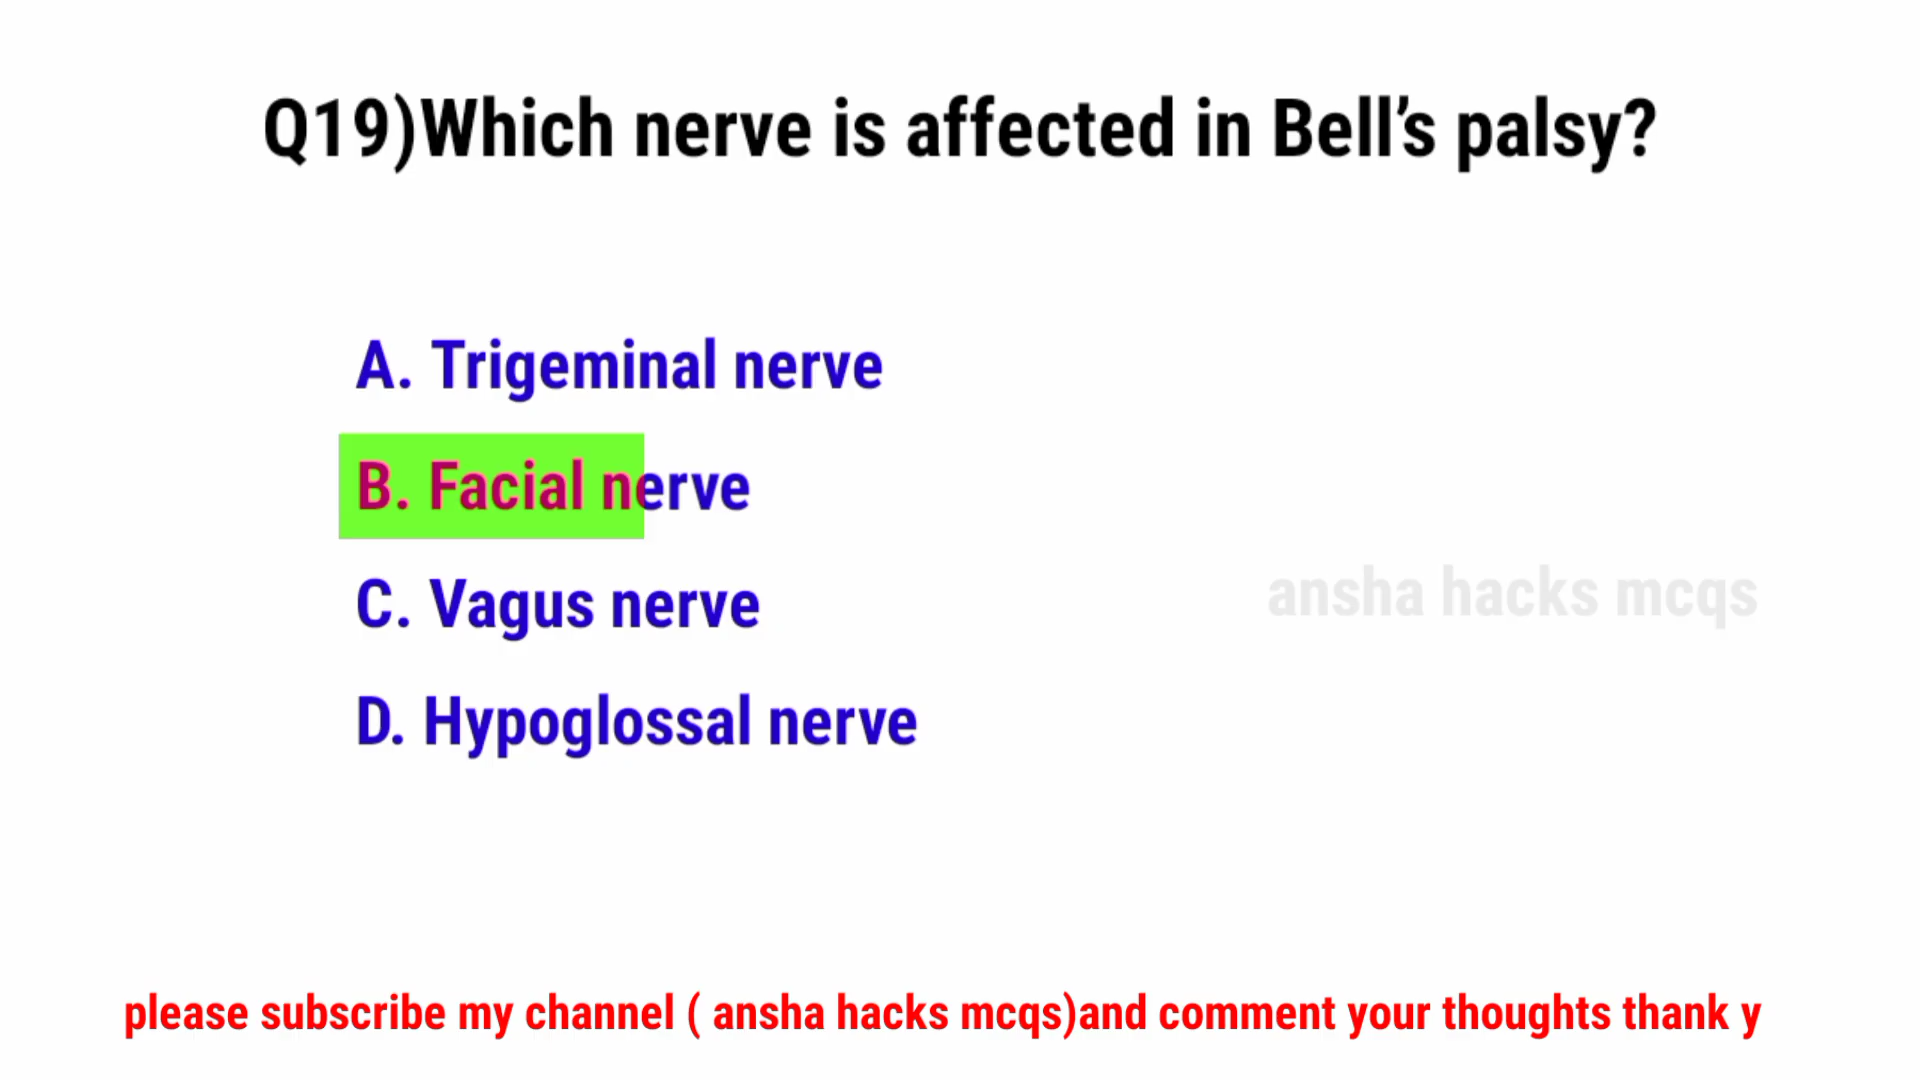 Q19)Which nerve is affected in Bell’s palsy?
A. Trigeminal nerve
B. Facial nerve
C. Vagus nerve
ansha hacks mcqs
D. Hypoglossal nerve
please subscribe my channel ( ansha hacks mcqs)and comment your thoughts thank y